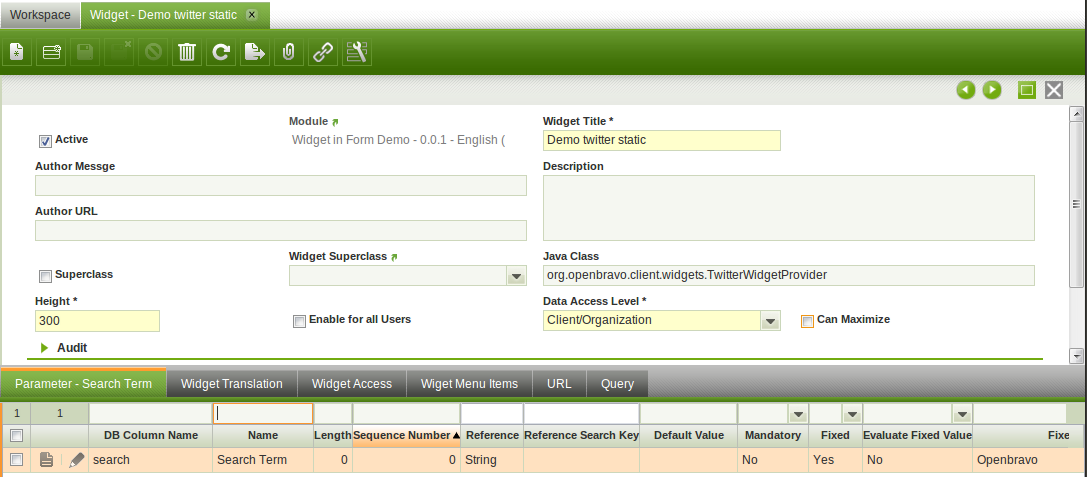 Workspace
Widget - Demo twitter static
Active
Module
Widget in Form Demo - 0.0.1 - English (
Widget Title *
Demo twitter static
Author Messge
Description
Author URL
Superclass
Widget Superclass
Java Class
org.openbravo.client.widgets.TwitterWidgetProvider
Height *
300
Enable for all Users
Data Access Level *
Client/Organization
Can Maximize
Audit
Parameter - Search Term Widget Translation Widget Access Wiget Menu Items URL Query
1 1
DB Column Name Name Length Sequence Number Reference Reference Search Key Default Value Mandatory Fixed Evaluate Fixed Value Fixe
search Search Term 0 0 String No Yes No Openbravo